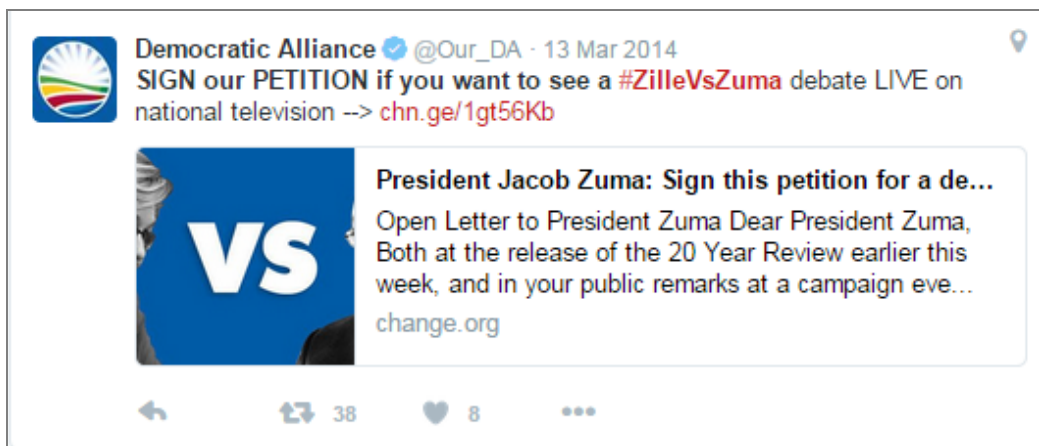 Democratic Alliance @Our_DA · 13 Mar 2014
SIGN our PETITION if you want to see a #ZilleVsZuma debate LIVE on
national television --> chn.ge/1gt56Kb
VS
President Jacob Zuma: Sign this petition for a de...
Open Letter to President Zuma Dear President Zuma,
Both at the release of the 20 Year Review earlier this
week, and in your public remarks at a campaign eve...
change.org
38 8